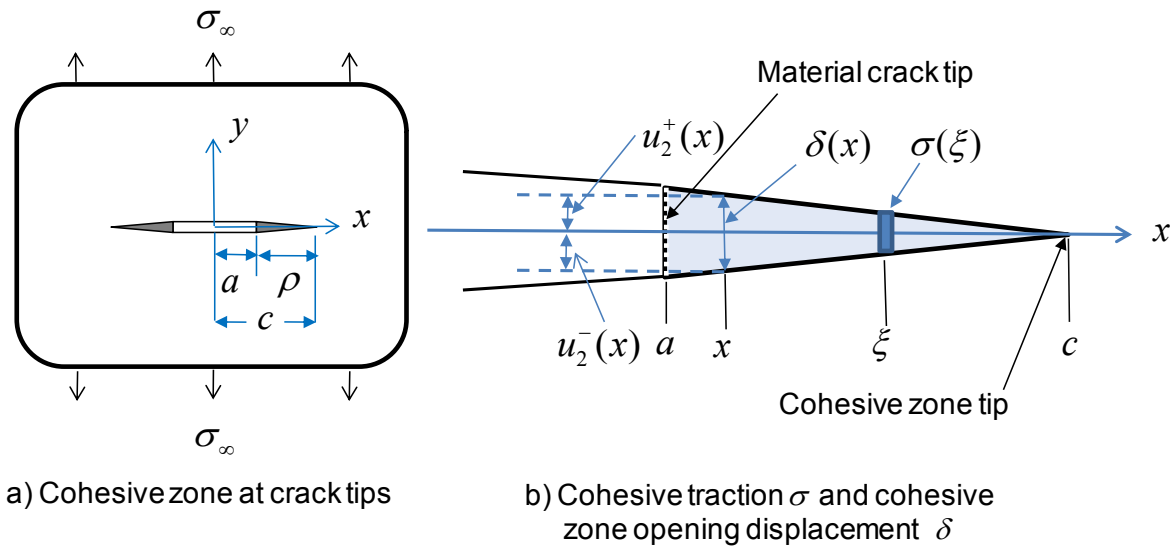 σ∞
y
x
a
ρ
c
σ∞
a) Cohesive zone at crack tips
Material crack tip
u₂⁺(x)
δ(x)
σ(ξ)
x
u₂⁻(x)
a
x
ξ
c
Cohesive zone tip
b) Cohesive traction σ and cohesive
zone opening displacement δ